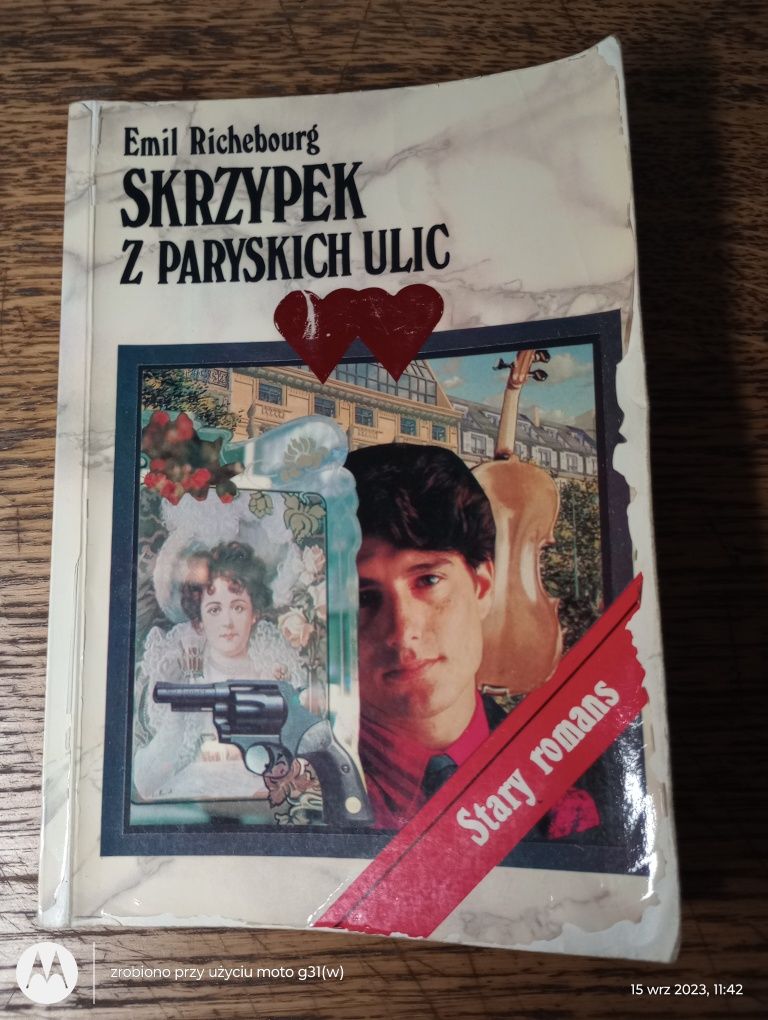 Emil Richebourg
SKRZYPEK
Z PARYSKICH ULIC
Stary romans
zrobiono przy użyciu moto g31(w)
15 wrz 2023, 11:42